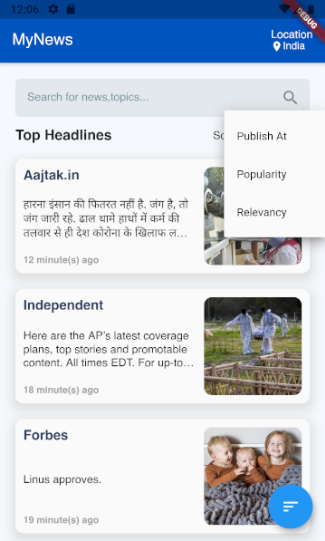 12:06
DEBUG
MyNews
Location
India
Search for news,topics...
Top Headlines
Publish At
Popularity
Relevancy
Aajtak.in
हारना इंसान की फितरत नहीं है. जंग है, तो
जंग जारी रहे. ढाल थामे हाथों में कर्म की
तलवार से ही देश कोरोना के खिलाफ ल...
12 minute(s) ago
Independent
Here are the AP's latest coverage
plans, top stories and promotable
content. All times EDT. For up-to...
18 minute(s) ago
Forbes
Linus approves.
19 minute(s) ago